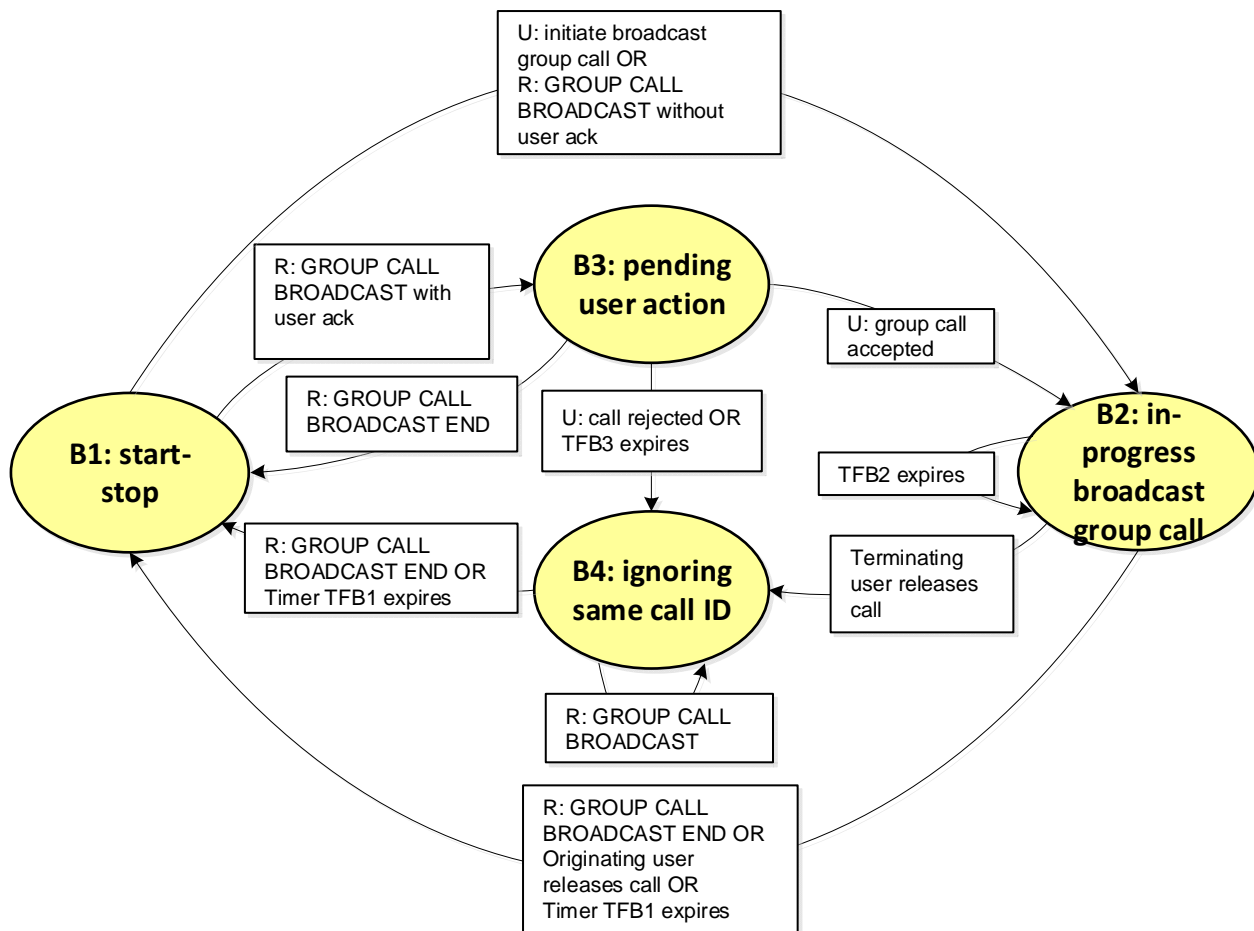 U: initiate broadcast
group call OR
R: GROUP CALL
BROADCAST without
user ack
B3: pending
user action
R: GROUP CALL
BROADCAST with
user ack
U: group call
accepted
R: GROUP CALL
BROADCAST END
U: call rejected OR
TFB3 expires
B1: start-
stop
B2: in-
progress
broadcast
group call
TFB2 expires
R: GROUP CALL
BROADCAST END OR
Timer TFB1 expires
B4: ignoring
same call ID
Terminating
user releases
call
R: GROUP CALL
BROADCAST
R: GROUP CALL
BROADCAST END OR
Originating user
releases call OR
Timer TFB1 expires